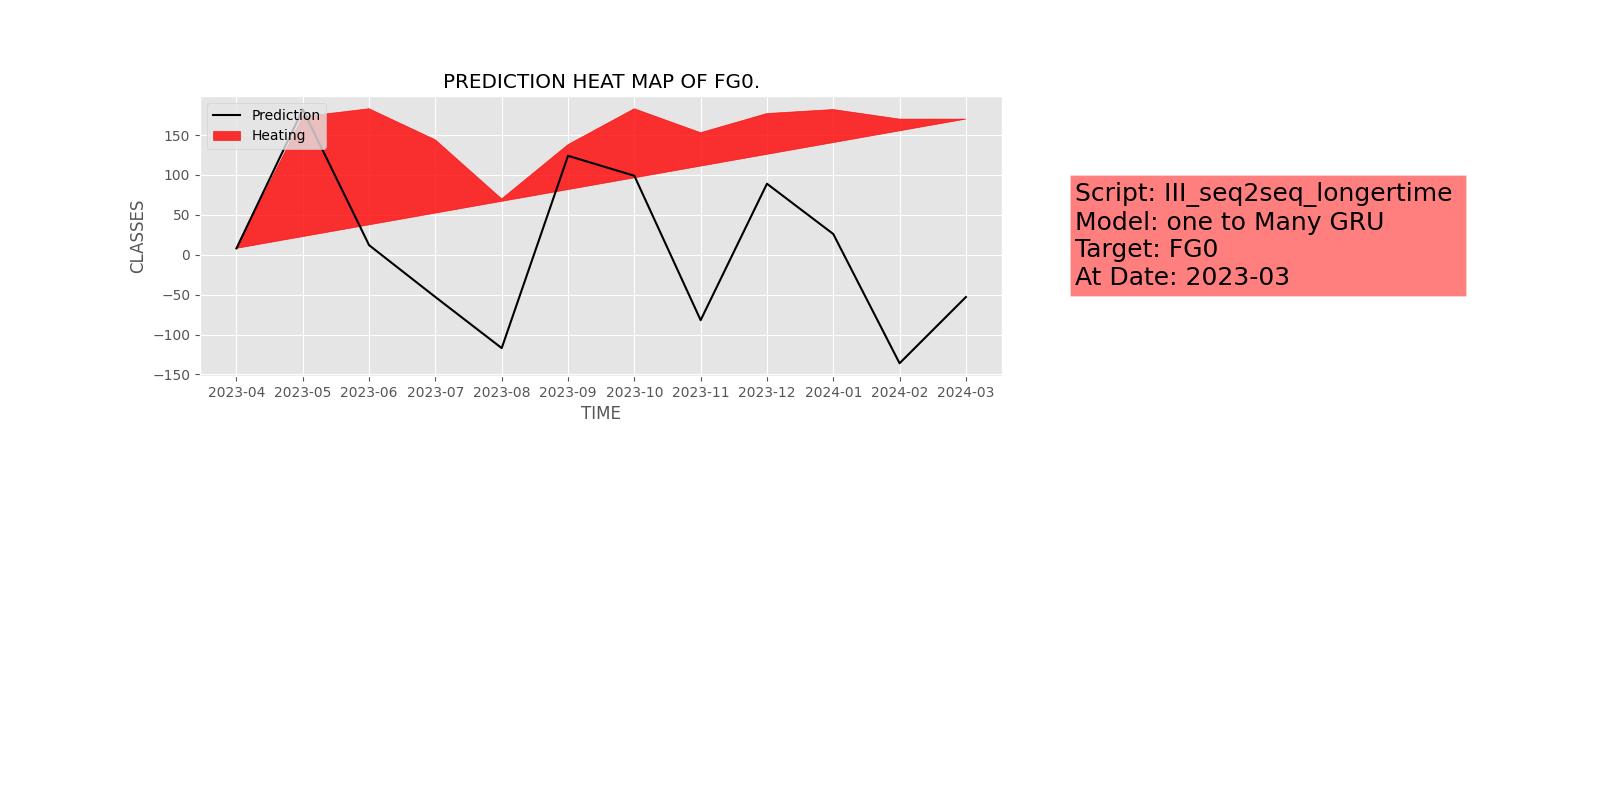 PREDICTION HEAT MAP OF FG0.
Prediction
Heating
150
100
50
0
−50
−100
−150
CLASSES
2023-04 2023-05 2023-06 2023-07 2023-08 2023-09 2023-10 2023-11 2023-12 2024-01 2024-02 2024-03
TIME
Script: III_seq2seq_longertime
Model: one to Many GRU
Target: FG0
At Date: 2023-03